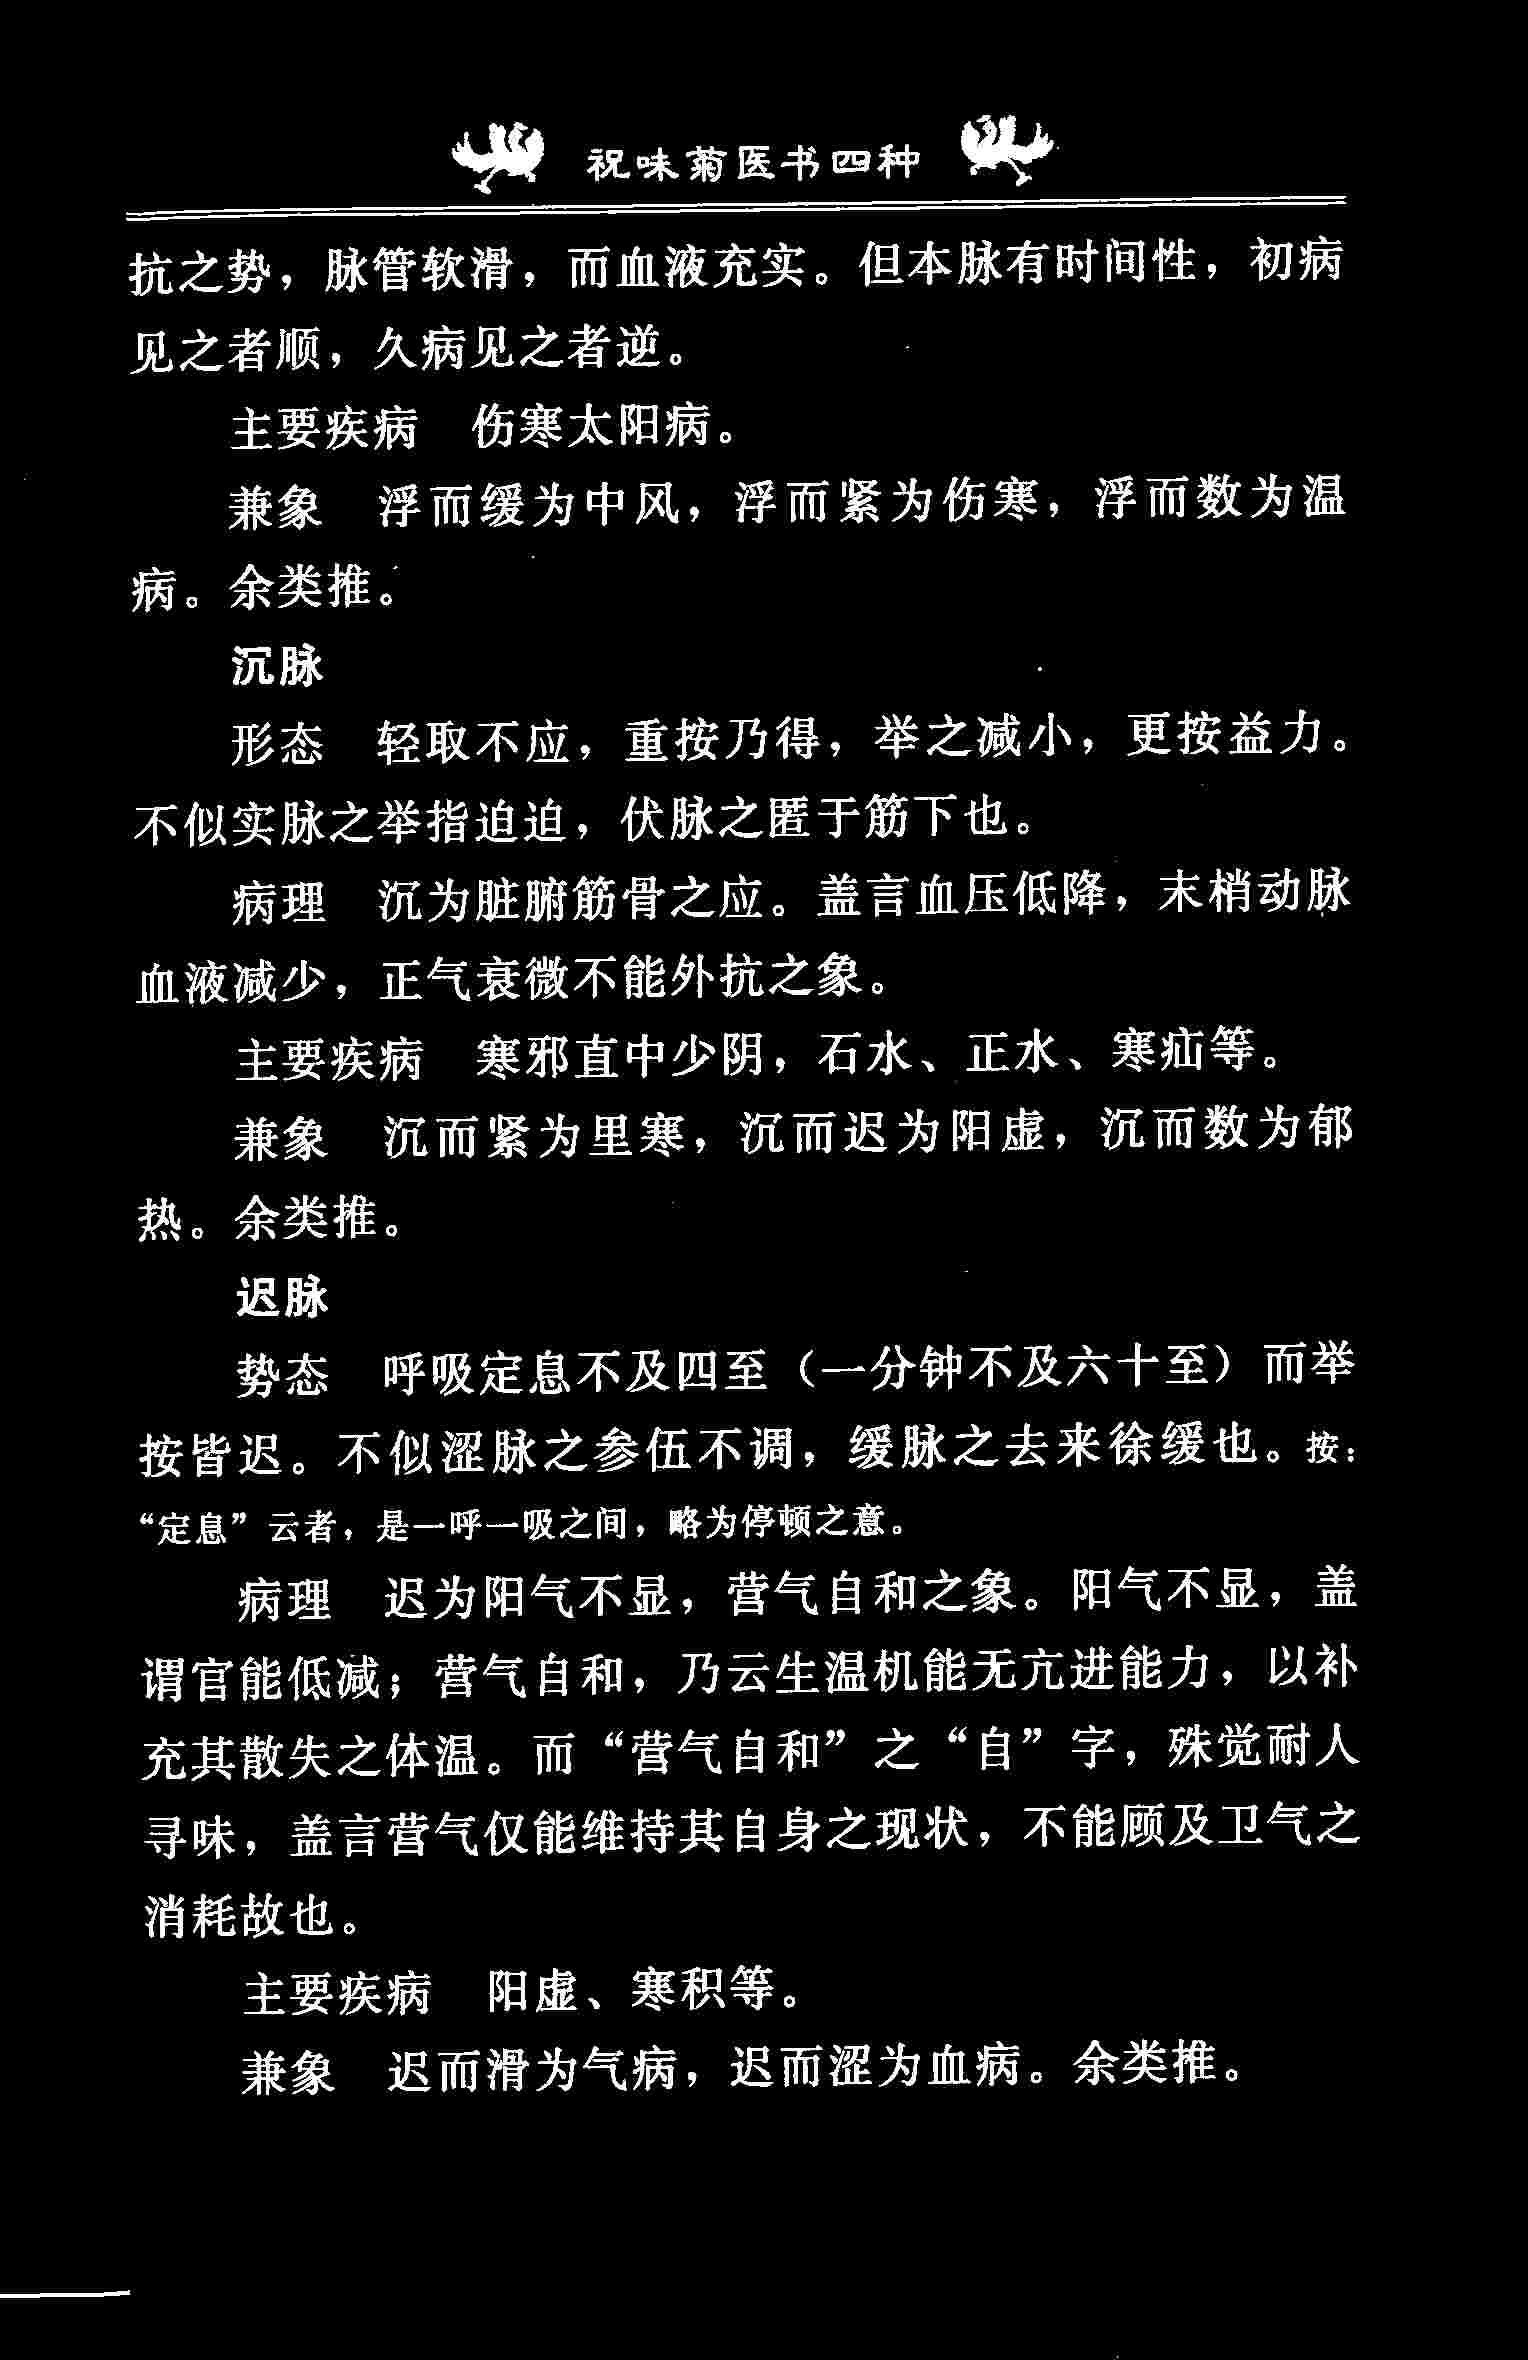 祝味菊医书四种
抗之势，脉管软滑，而血液充实。但本脉有时间性，初病
见之者顺，久病见之者逆。
主要疾病　伤寒太阳病。
兼象　浮而缓为中风，浮而紧为伤寒，浮而数为温
病。余类推。
沉脉
形态　轻取不应，重按乃得，举之减小，更按益力。
不似实脉之举指迫迫，伏脉之匿于筋下也。
病理　沉为脏腑筋骨之应。盖言血压低降，末梢动脉
血液减少，正气衰微不能外抗之象。
主要疾病　寒邪直中少阴，石水、正水、寒疝等。
兼象　沉而紧为里寒，沉而迟为阳虚，沉而数为郁
热。余类推。
迟脉
势态　呼吸定息不及四至（一分钟不及六十至）而举
按皆迟。不似涩脉之参伍不调，缓脉之去来徐缓也。按：
“定息”云者，是一呼一吸之间，略为停顿之意。
病理　迟为阳气不显，营气自和之象。阳气不显，盖
谓官能低减；营气自和，乃云生温机能无亢进能力，以补
充其散失之体温。而“营气自和”之“自”字，殊觉耐人
寻味，盖言营气仅能维持其自身之现状，不能顾及卫气之
消耗故也。
主要疾病　阳虚、寒积等。
兼象　迟而滑为气病，迟而涩为血病。余类推。